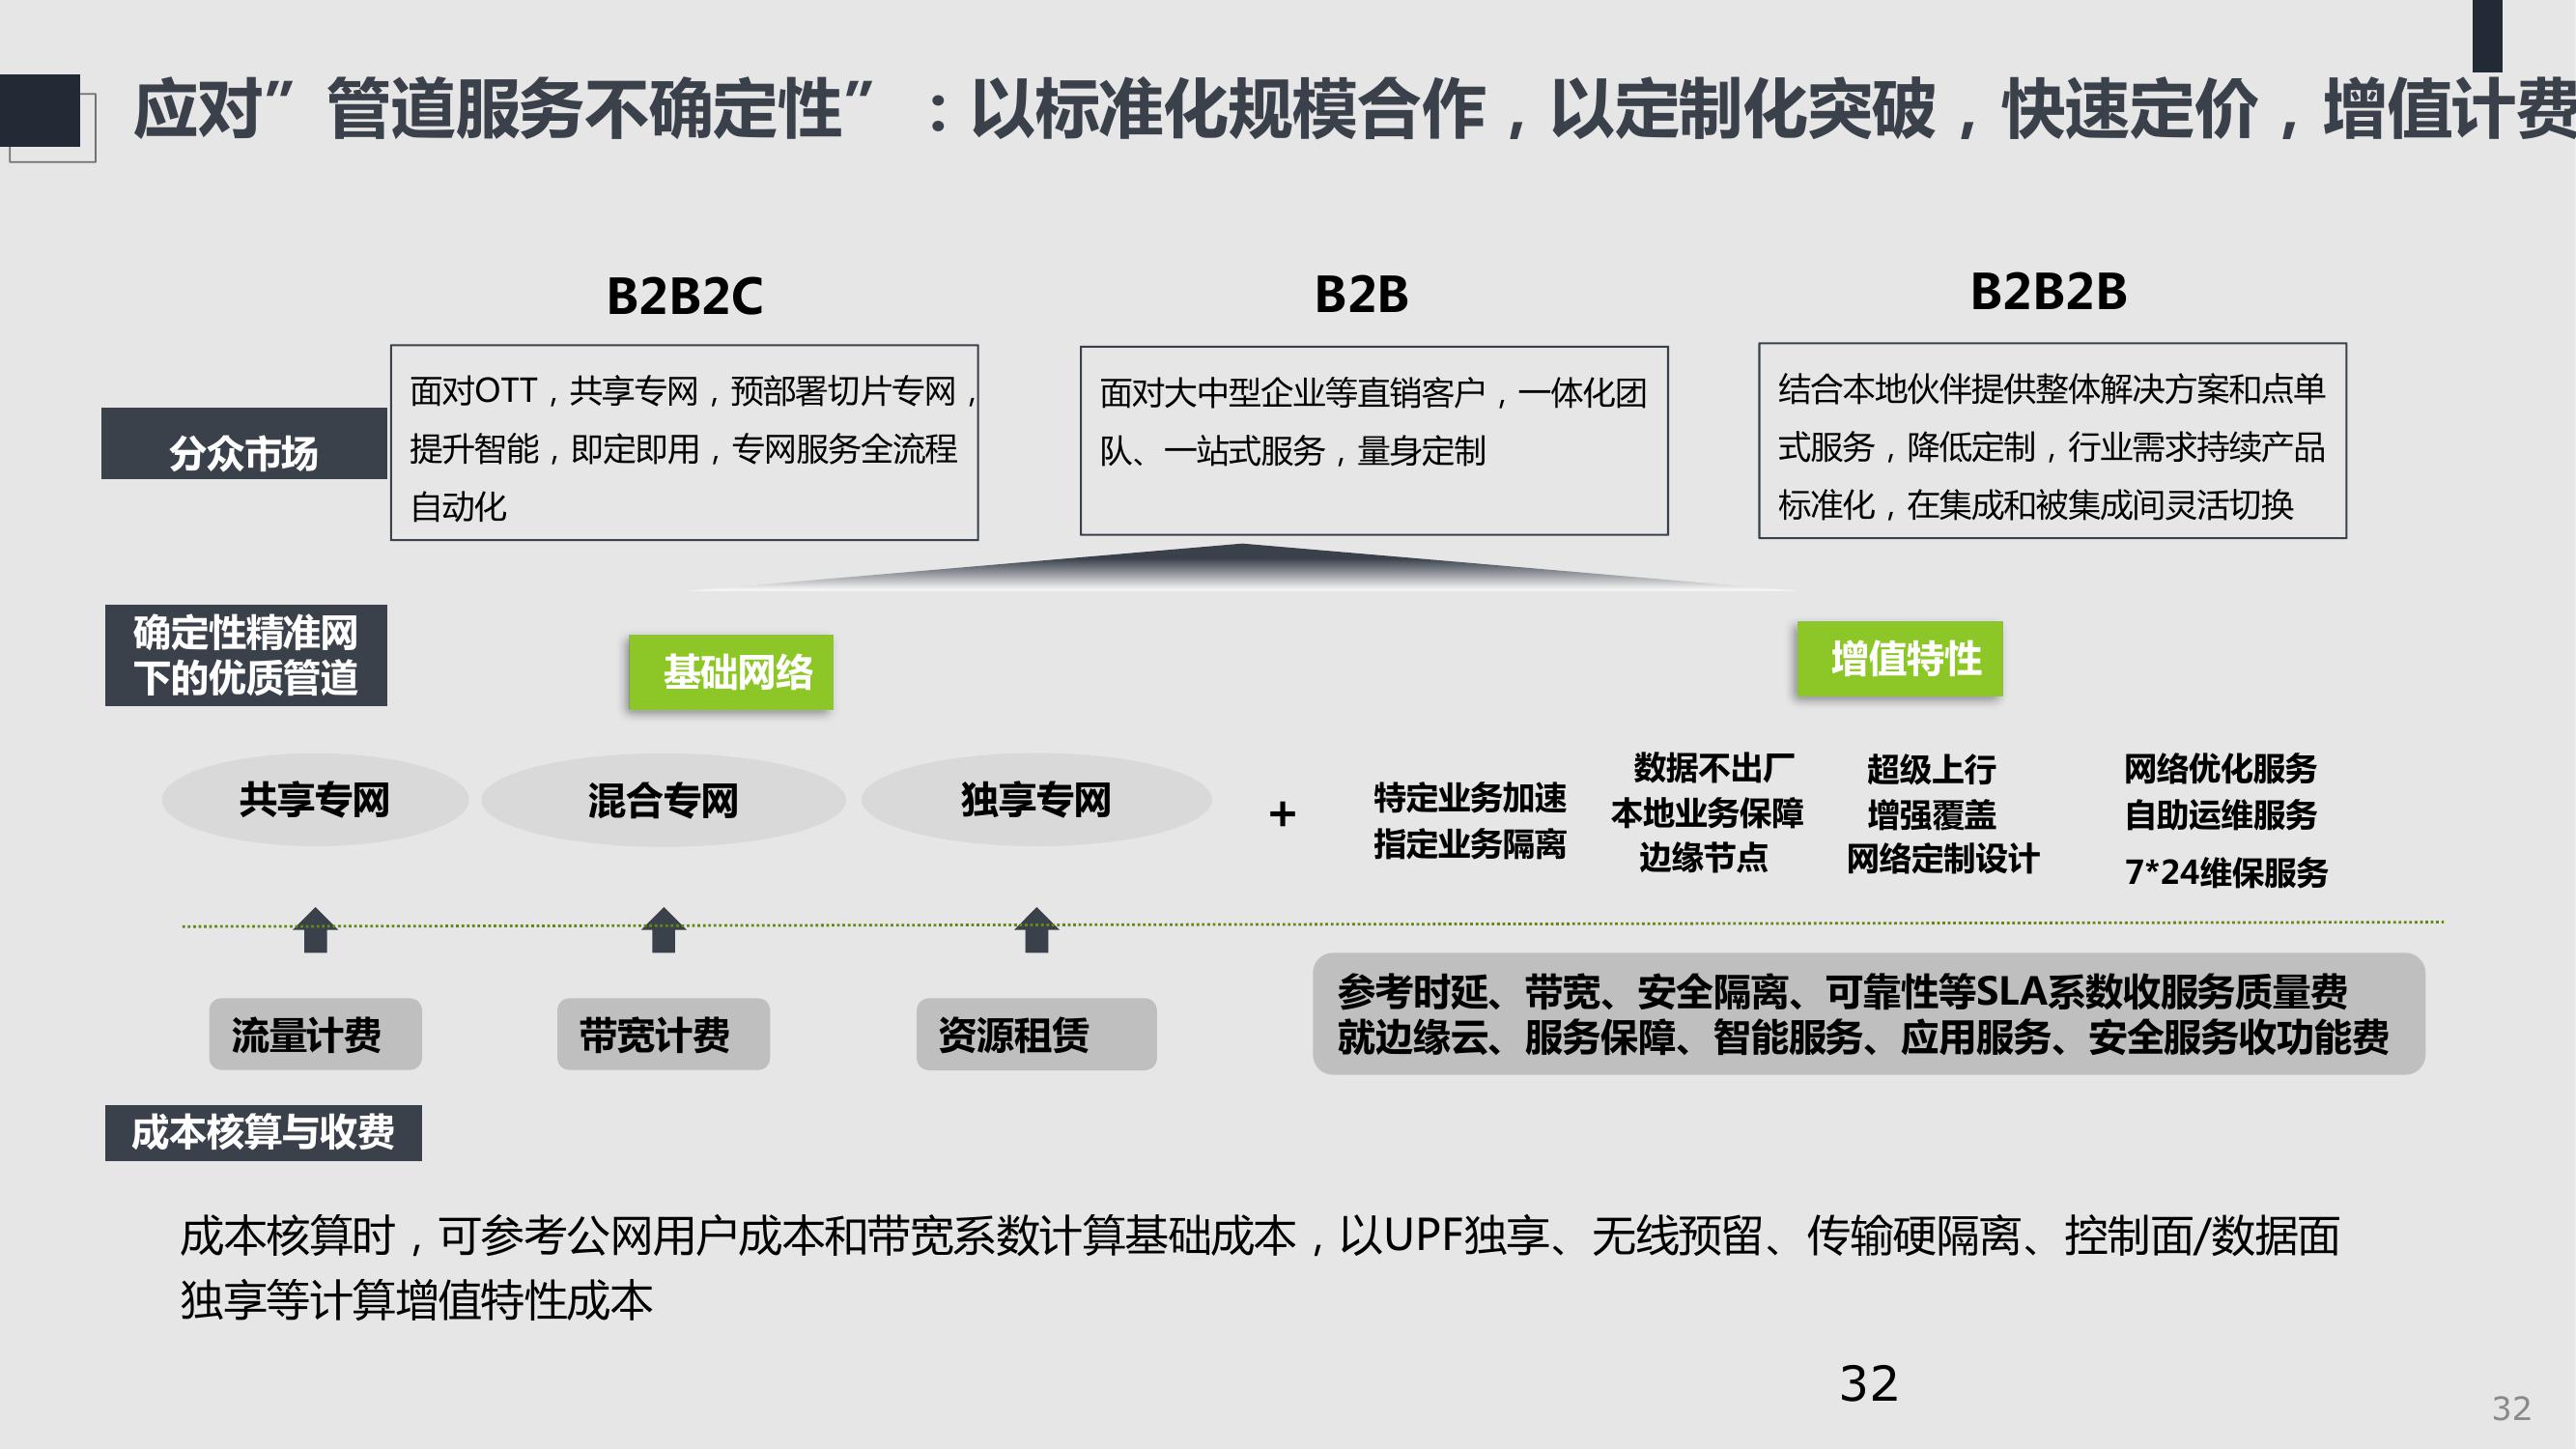 应对”管道服务不确定性”：以标准化规模合作，以定制化突破，快速定价，增值计费
B2B2C
B2B
B2B2B
分众市场
面对OTT，共享专网，预部署切片专网，
提升智能，即定即用，专网服务全流程
自动化
面对大中型企业等直销客户，一体化团
队、一站式服务，量身定制
结合本地伙伴提供整体解决方案和点单
式服务，降低定制，行业需求持续产品
标准化，在集成和被集成间灵活切换
确定性精准网
下的优质管道
基础网络
增值特性
共享专网
混合专网
独享专网
+
特定业务加速
指定业务隔离
数据不出厂
本地业务保障
边缘节点
超级上行
增强覆盖
网络定制设计
网络优化服务
自助运维服务
7*24维保服务
流量计费
带宽计费
资源租赁
参考时延、带宽、安全隔离、可靠性等SLA系数收服务质量费
就边缘云、服务保障、智能服务、应用服务、安全服务收功能费
成本核算与收费
成本核算时，可参考公网用户成本和带宽系数计算基础成本，以UPF独享、无线预留、传输硬隔离、控制面/数据面
独享等计算增值特性成本
32
32